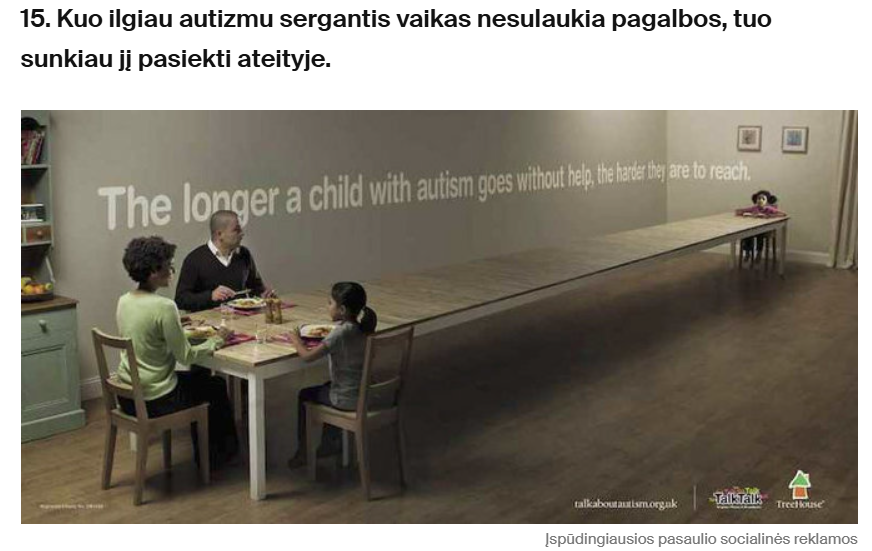 15. Kuo ilgiau autizmu sergantis vaikas nesulaukia pagalbos, tuo
sunkiau jį pasiekti ateityje.
The longer a child with autism goes without help, the harder they are to reach.
talkaboutautism.org.uk
TalkTalk
TreeHouse
Įspūdingiausios pasaulio socialinės reklamos